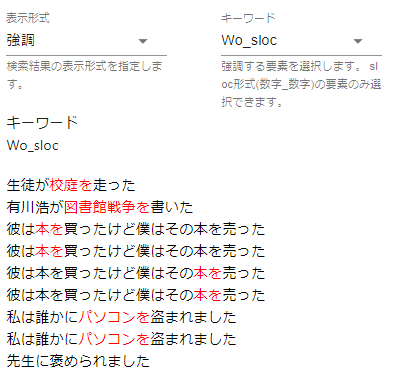 表示形式
強調
検索結果の表示形式を指定しま
す。
キーワード
Wo_sloc
強調する要素を選択します。 sl
oc形式(数字_数字)の要素のみ選
択できます。
キーワード
Wo_sloc
生徒が校庭を走った
有川浩が図書館戦争を書いた
彼は本を買ったけど僕はその本を売った
彼は本を買ったけど僕はその本を売った
彼は本を買ったけど僕はその本を売った
彼は本を買ったけど僕はその本を売った
私は誰かにパソコンを盗まれました
私は誰かにパソコンを盗まれました
先生に褒められました